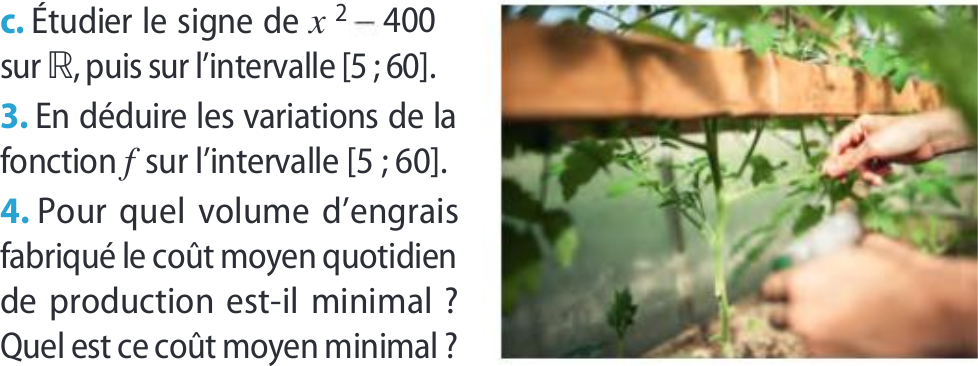 c. Étudier le signe de x² – 400
sur ℝ, puis sur l’intervalle [5 ; 60].
3. En déduire les variations de la
fonction f sur l’intervalle [5 ; 60].
4. Pour quel volume d’engrais
fabriqué le coût moyen quotidien
de production est-il minimal ?
Quel est ce coût moyen minimal ?